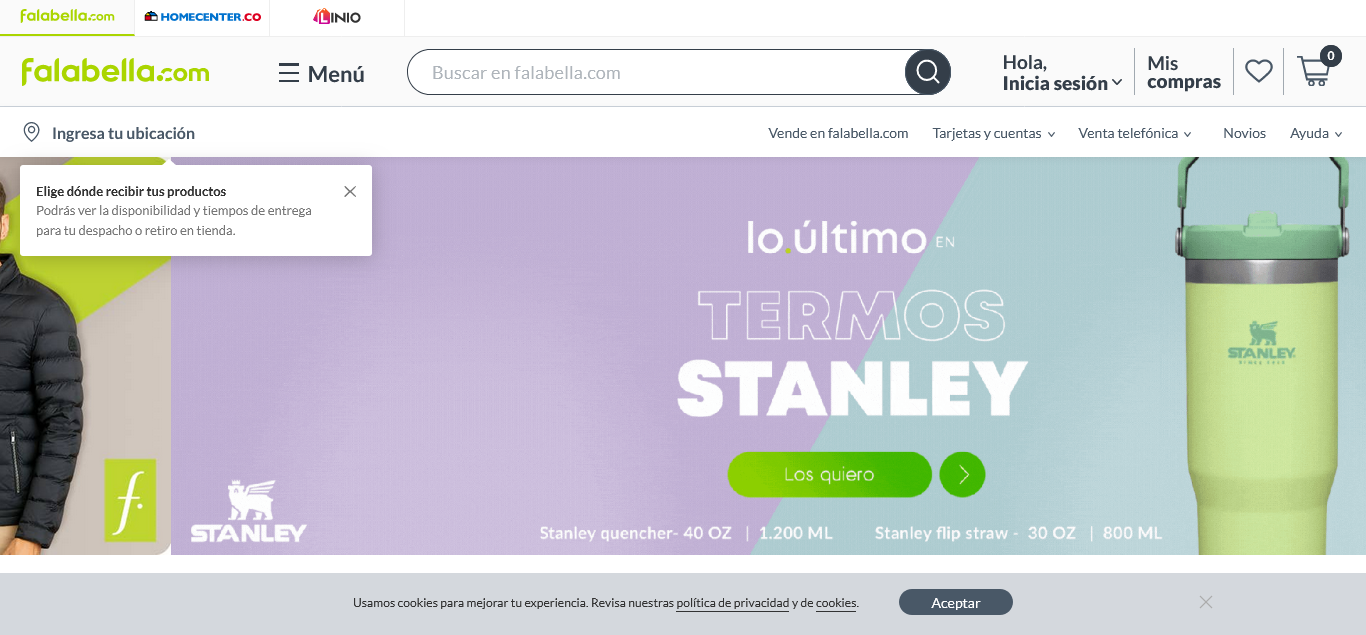 falabella.com
HOMECENTER.CO
LINIO
falabella.com
Menú
Buscar en falabella.com
Hola,
Inicia sesión
Mis
compras
0
Ingresa tu ubicación
Vende en falabella.com
Tarjetas y cuentas
Venta telefónica
Novios
Ayuda
Elige dónde recibir tus productos
Podrás ver la disponibilidad y tiempos de entrega
para tu despacho o retiro en tienda.
lo.último EN
TERMOS
STANLEY
Los quiero
f.
STANLEY
Stanley quencher- 40 OZ | 1.200 ML
Stanley flip straw - 30 OZ | 800 ML
STANLEY
Usamos cookies para mejorar tu experiencia. Revisa nuestras política de privacidad y de cookies.
Aceptar